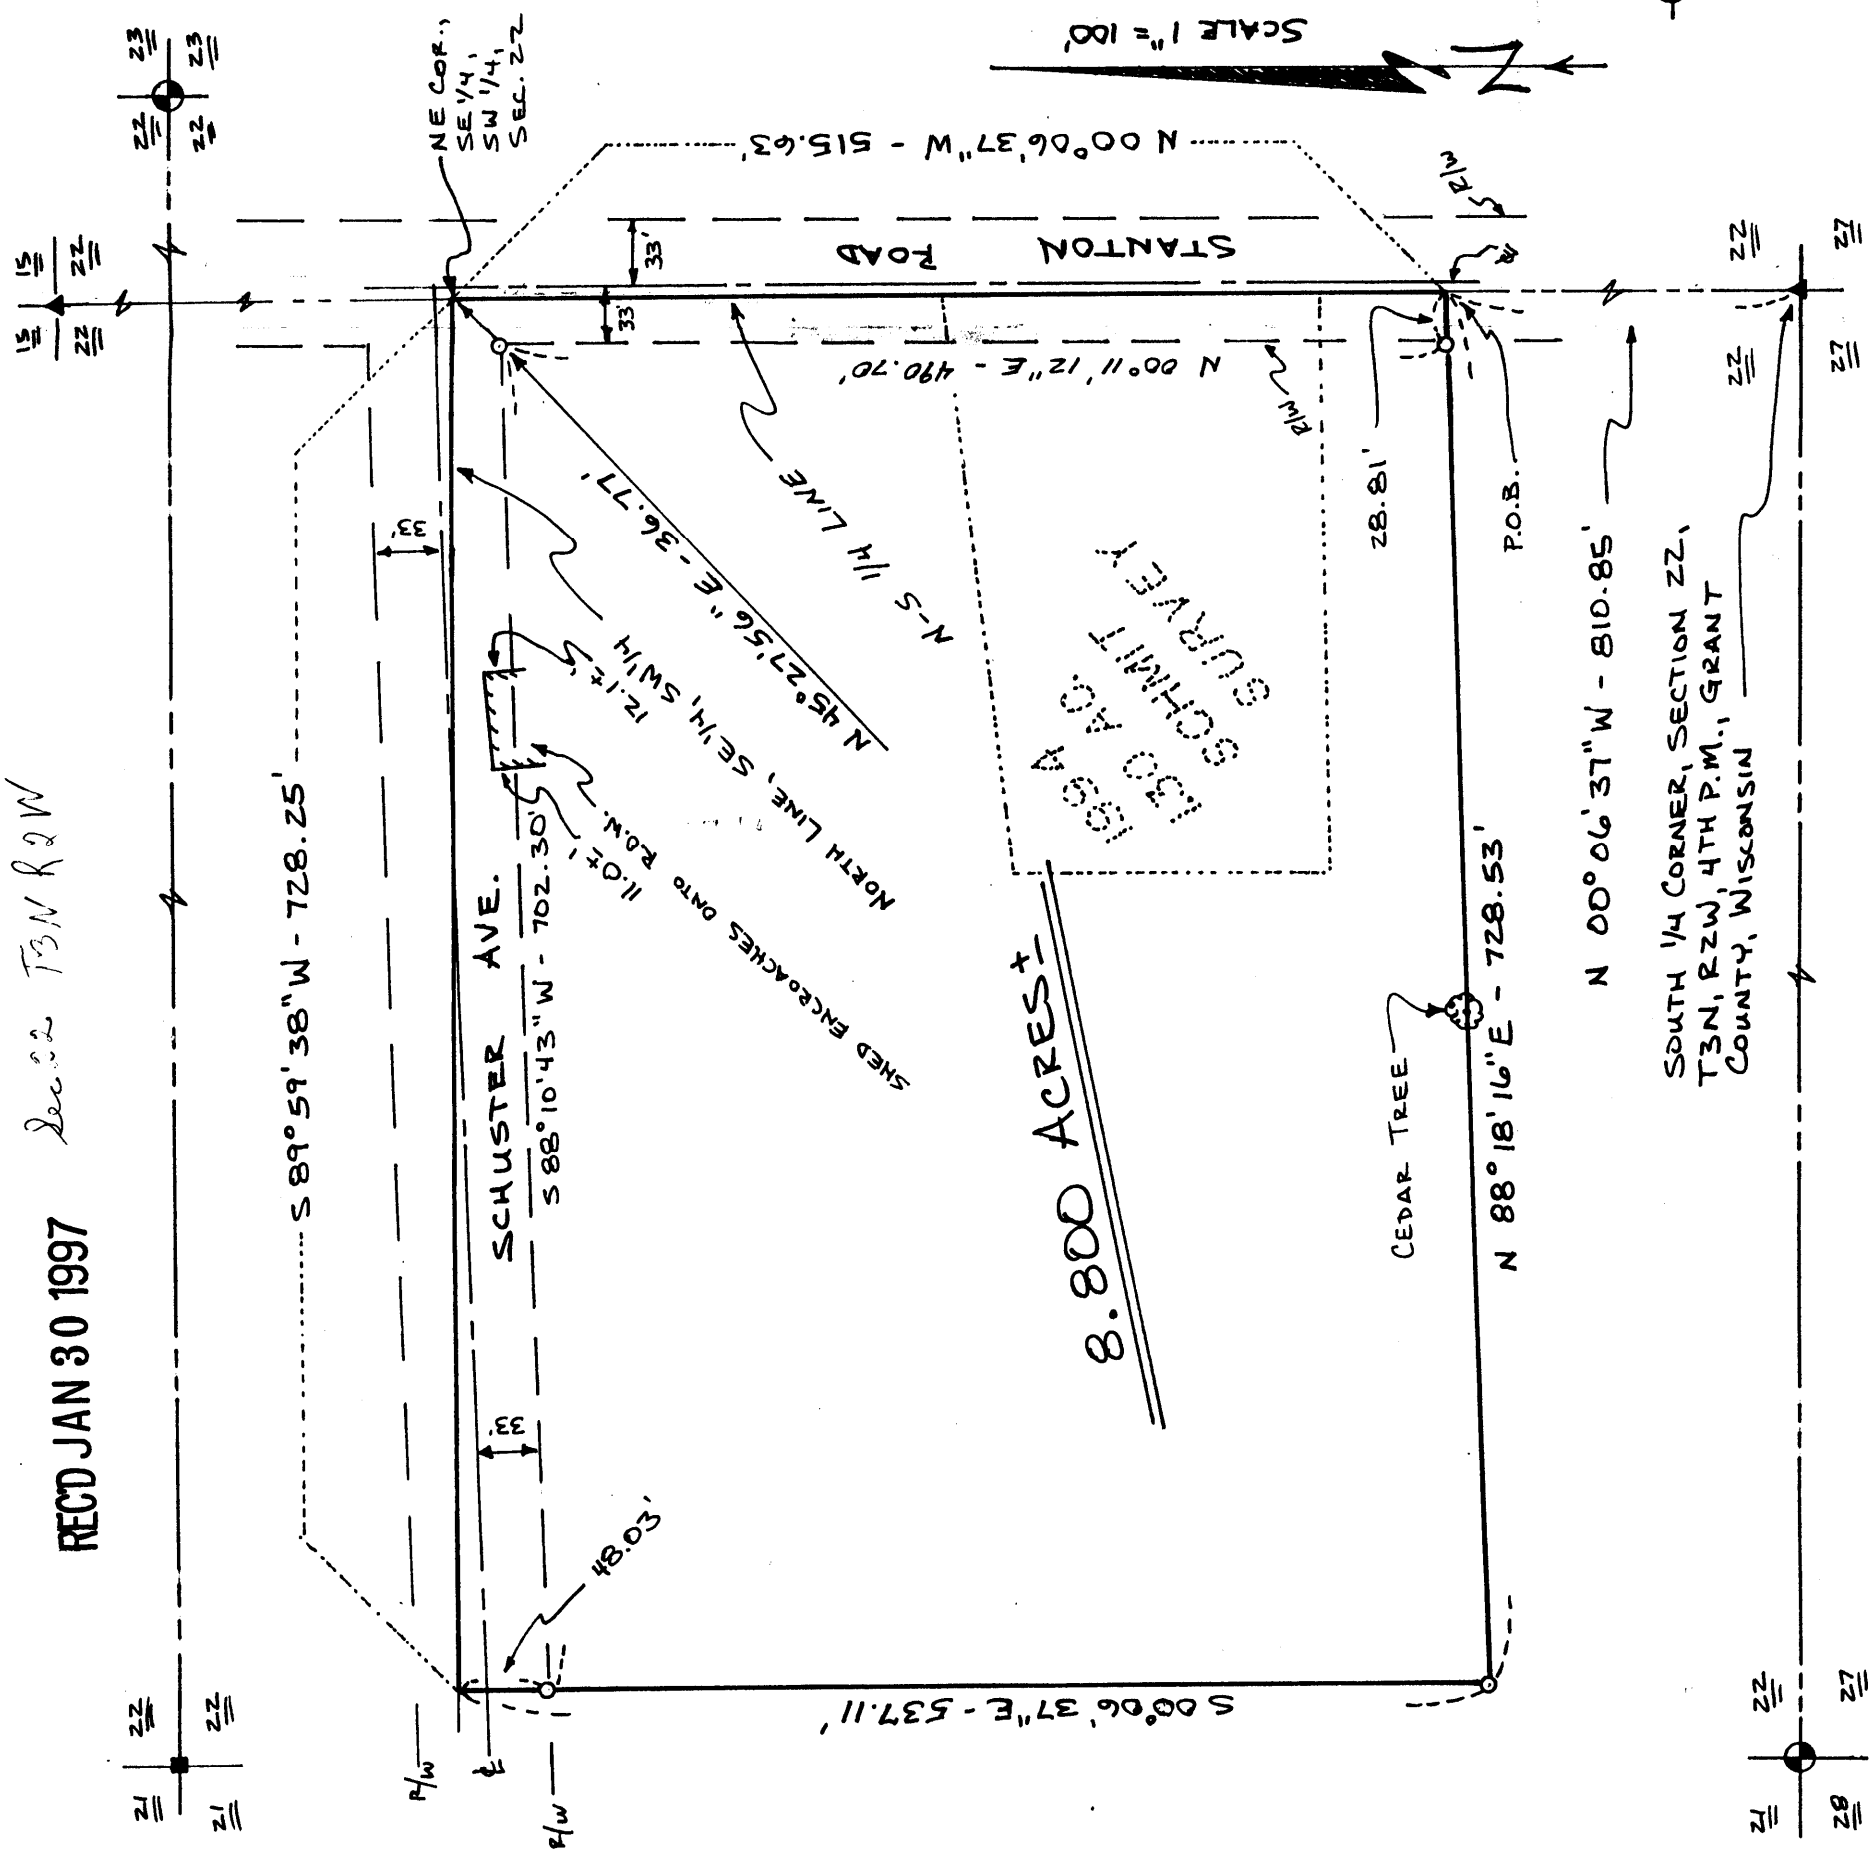 Sec 22 T3N R2W
REC'D JAN 30 1997
15
22
15
22
22
23
22
23
NE COR.,
SE 1/4,
SW 1/4,
SEC. 22
SCALE 1" = 100'
N
N 00°06'37"W - 515.63'
S 89°59'38"W - 728.25'
33'
33'
33'
33'
STANTON ROAD
R/W
N 00°11'12"E - 490.70'
R/W
N-S 1/4 LINE
N 45°27'56"E - 36.77'
NORTH LINE, SE 1/4, SW 1/4
12.1'±
11.0'±
SHED ENCROACHES ONTO
R.O.W.
SCHUSTER AVE.
S 88°10'43"W - 702.30'
48.03'
R/W
R/W
S 00°06'37"E - 537.11'
8.800 ACRES±
199A
130 AC
SCHMIT
SURVEY
28.81'
P.O.B.
CEDAR TREE
N 88°18'16"E - 728.53'
N 00°06'37"W - 810.85'
SOUTH 1/4 CORNER, SECTION 22,
T3N, R2W, 4TH P.M., GRANT
COUNTY, WISCONSIN
21
22
21
22
22
22
27
27
21
22
28
27